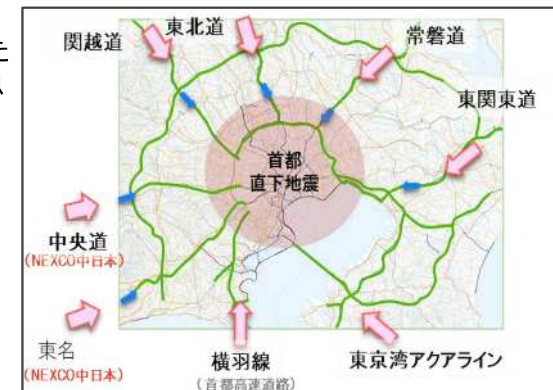 関越道
東北道
常磐道
東関東道
首都
直下地震
中央道
(NEXCO中日本)
東名
(NEXCO中日本)
横羽線
(首都高速道路)
東京湾アクアライン